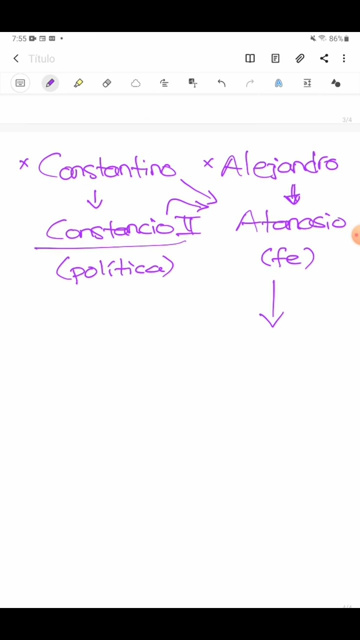 7:55 86%
Título
3/4
× Constantino × Alejandro
Constancio II Atanasio
(política) (fe)